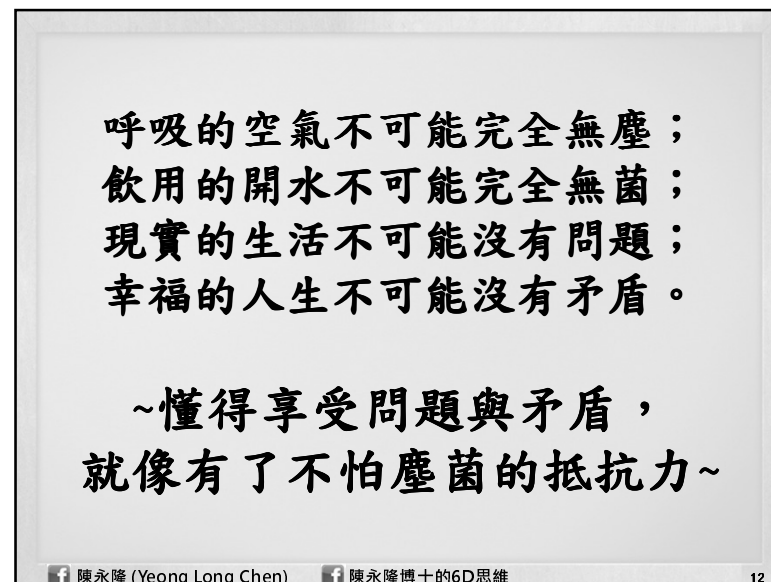 呼吸的空氣不可能完全無塵；
飲用的開水不可能完全無菌；
現實的生活不可能沒有問題；
幸福的人生不可能沒有矛盾。
~懂得享受問題與矛盾，
就像有了不怕塵菌的抵抗力~
陳永隆 (Yeong Long Chen) 陳永隆博士的6D思維 12